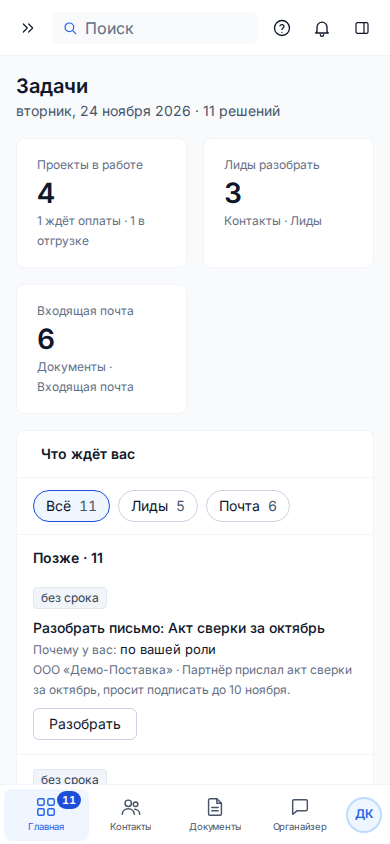 Поиск
Задачи
вторник, 24 ноября 2026 · 11 решений
Проекты в работе
4
1 ждёт оплаты · 1 в
отгрузке
Лиды разобрать
3
Контакты · Лиды
Входящая почта
6
Документы ·
Входящая почта
Что ждёт вас
Всё 11
Лиды 5
Почта 6
Позже · 11
без срока
Разобрать письмо: Акт сверки за октябрь
Почему у вас: по вашей роли
ООО «Демо-Поставка» · Партнёр прислал акт сверки
за октябрь, просит подписать до 10 ноября.
Разобрать
без срока
11
Главная
Контакты
Документы
Органайзер
ДК